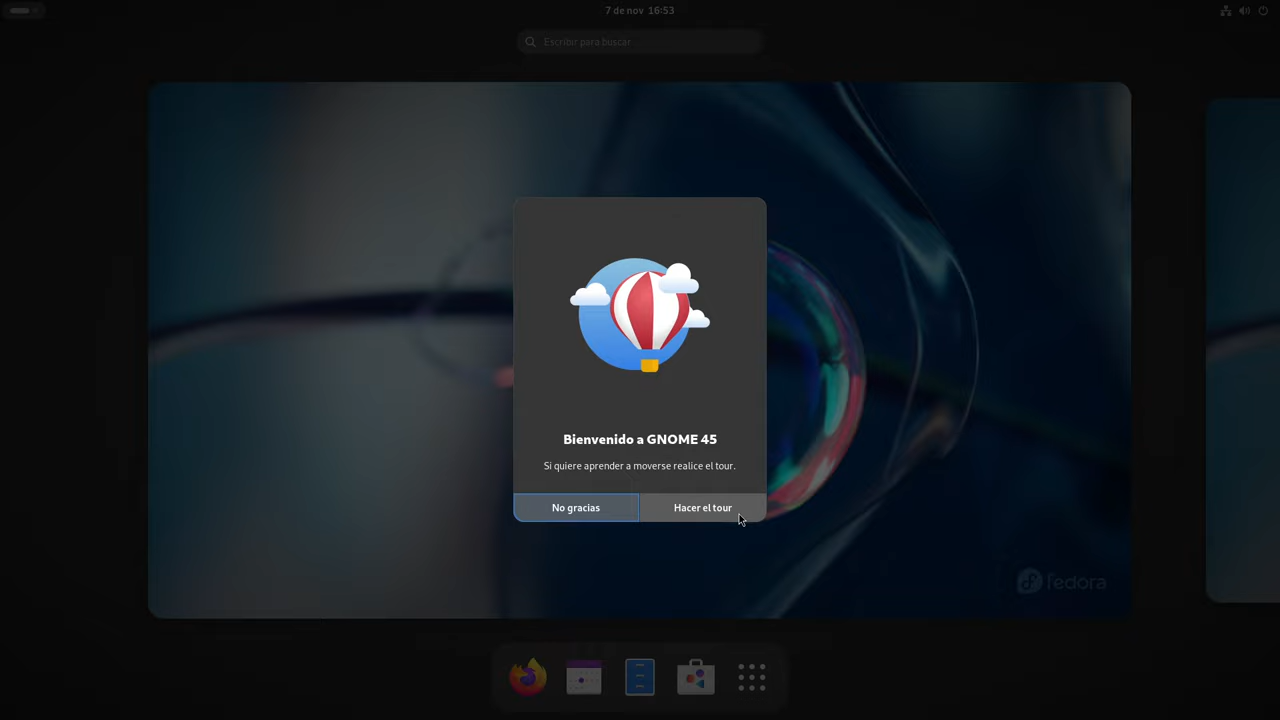 7 de nov 16:53
Escribir para buscar
Bienvenido a GNOME 45
Si quiere aprender a moverse realice el tour.
No gracias
Hacer el tour
fedora